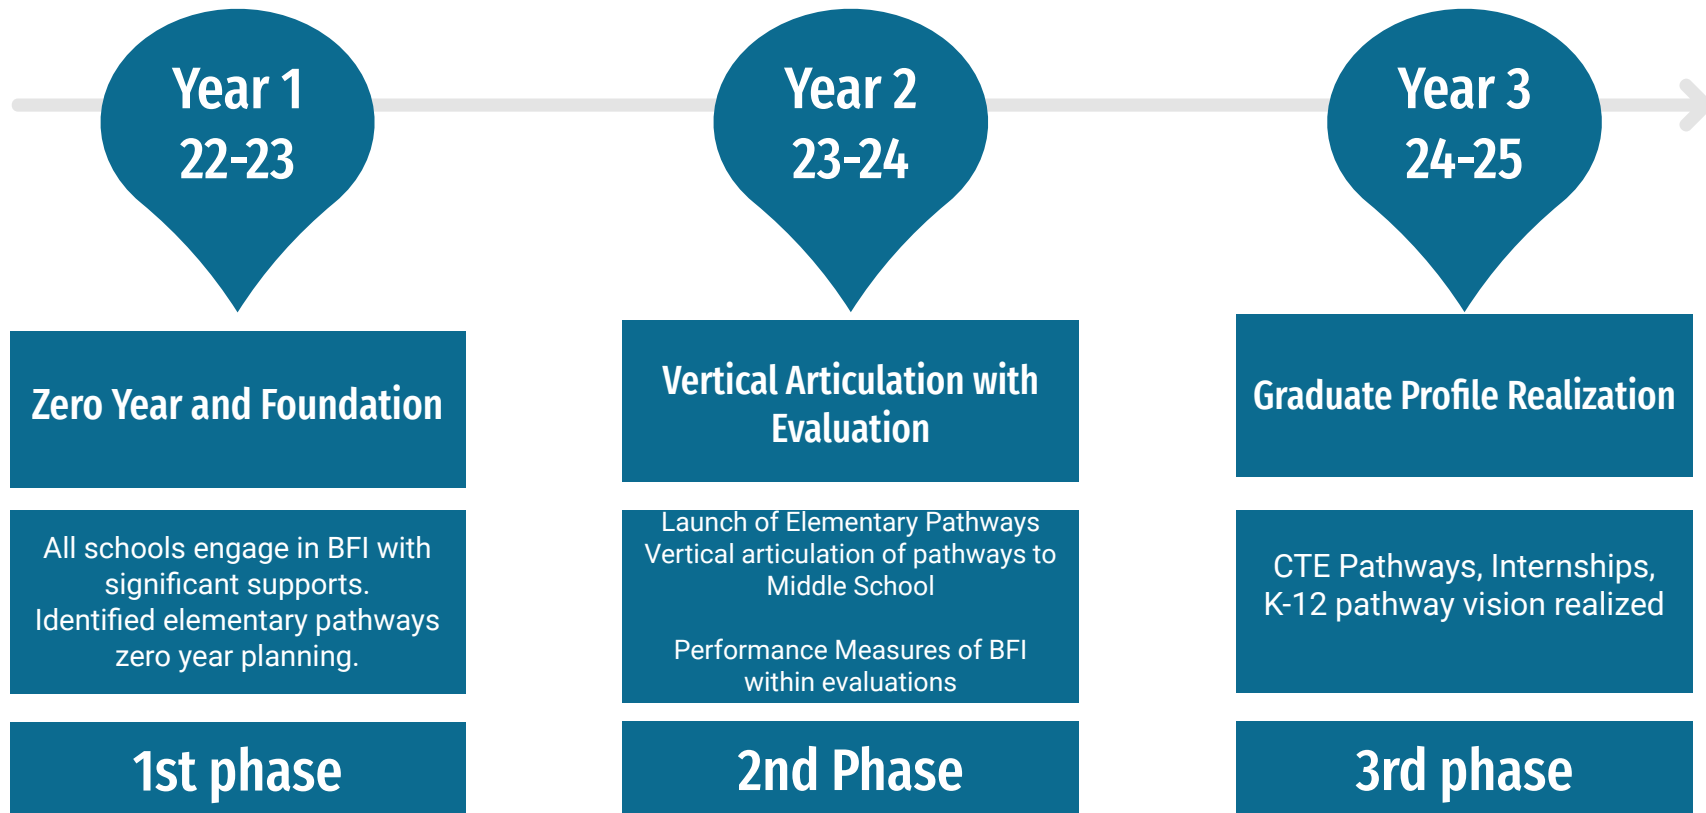 Year 1
22-23
Year 2
23-24
Year 3
24-25
Zero Year and Foundation
Vertical Articulation with
Evaluation
Graduate Profile Realization
All schools engage in BFI with
significant supports.
Identified elementary pathways
zero year planning.
Launch of Elementary Pathways
Vertical articulation of pathways to
Middle School
Performance Measures of BFI
within evaluations
CTE Pathways, Internships,
K-12 pathway vision realized
1st phase
2nd Phase
3rd phase